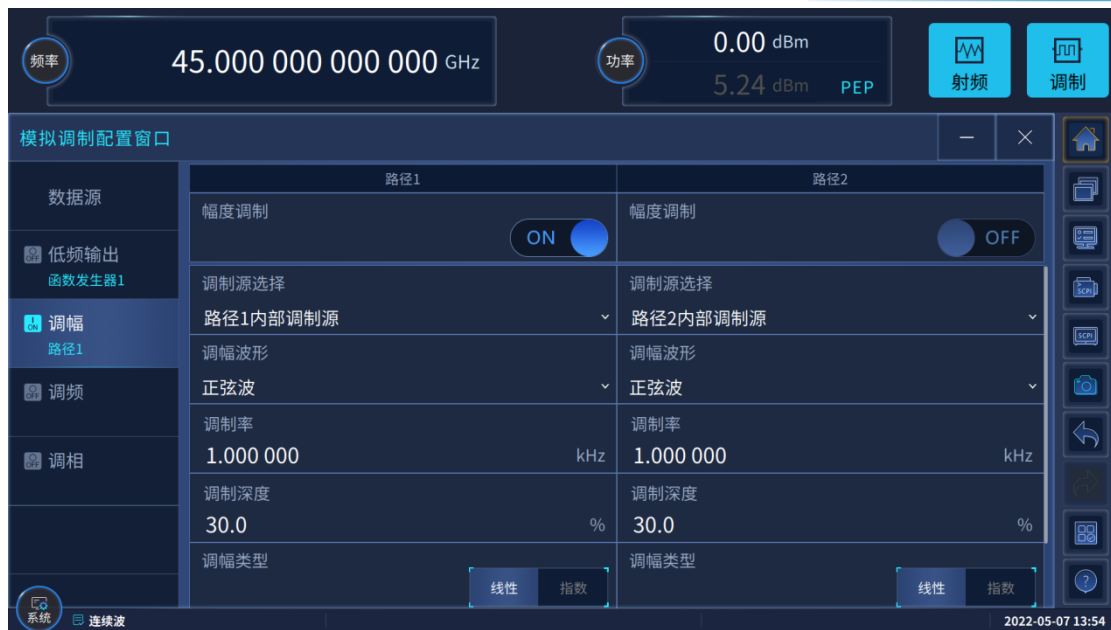 频率
45.000 000 000 000 000 GHz
功率
0.00 dBm
5.24 dBm PEP
射频
调制
模拟调制配置窗口
数据源
OFF 低频输出
函数发生器1
ON 调幅
路径1
OFF 调频
OFF 调相
路径1 路径2
幅度调制 幅度调制
ON OFF
调制源选择 调制源选择
路径1内部调制源 路径2内部调制源
调幅波形 调幅波形
正弦波 正弦波
调制率 调制率
1.000 000 kHz 1.000 000 kHz
调制深度 调制深度
30.0 % 30.0 %
调幅类型 调幅类型
线性 指数 线性 指数
SCPI
SCPI
?
系统
连续波
2022-05-07 13:54